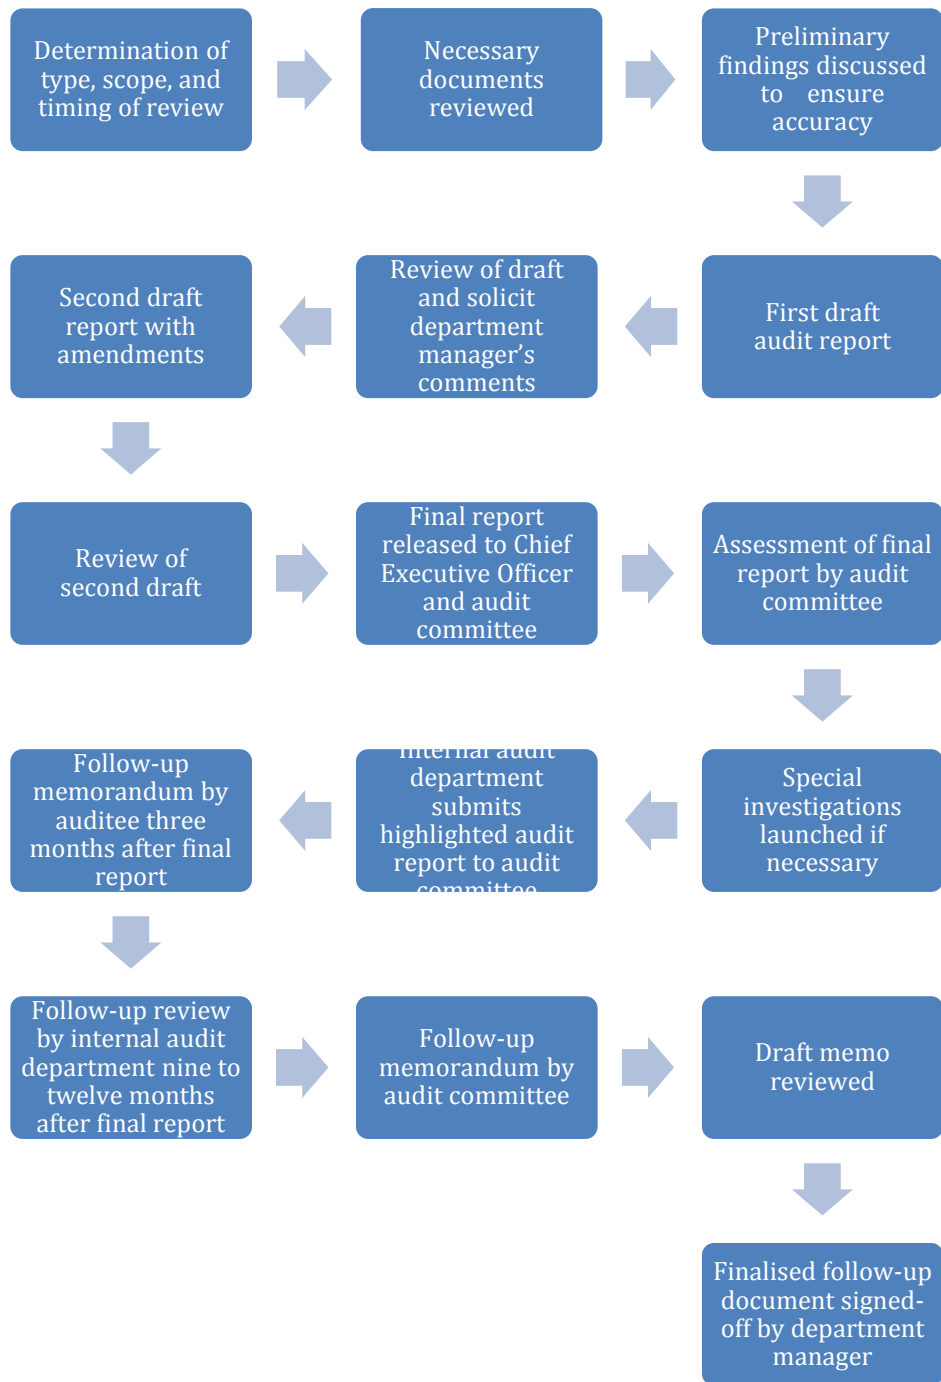 Determination of
type, scope, and
timing of review
Necessary
documents
reviewed
Preliminary
findings discussed
to ensure
accuracy
First draft
audit report
Review of draft
and solicit
department
manager’s
comments
Second draft
report with
amendments
Review of
second draft
Final report
released to Chief
Executive Officer
and audit
committee
Assessment of final
report by audit
committee
Special
investigations
launched if
necessary
Internal audit
department
submits
highlighted audit
report to audit
committee
Follow-up
memorandum by
auditee three
months after final
report
Follow-up review
by internal audit
department nine to
twelve months
after final report
Follow-up
memorandum by
audit committee
Draft memo
reviewed
Finalised follow-up
document signed-
off by department
manager